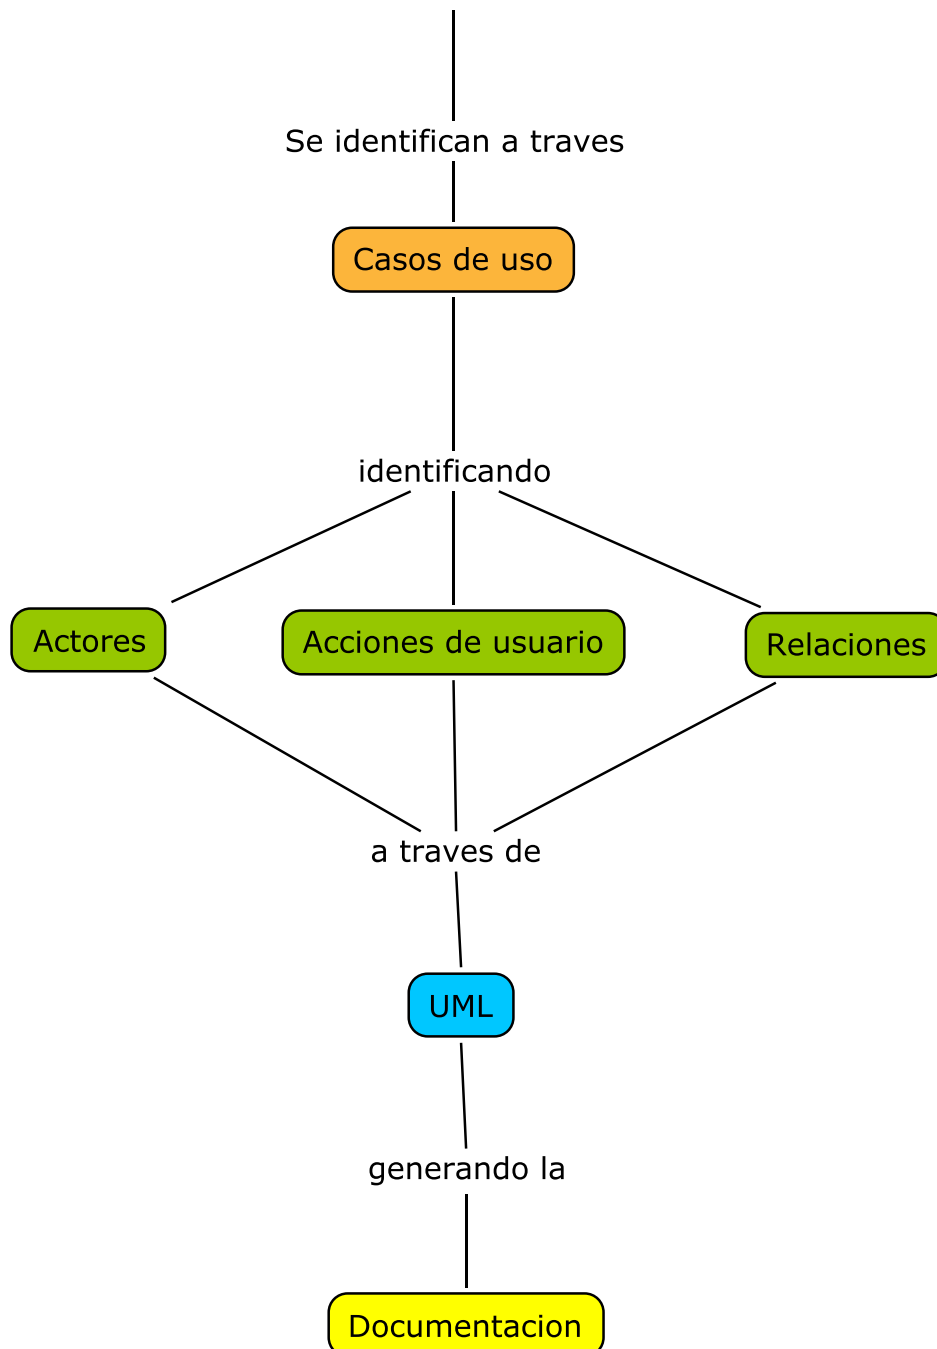 Se identifican a traves
Casos de uso
identificando
Actores
Acciones de usuario
Relaciones
a traves de
UML
generando la
Documentacion